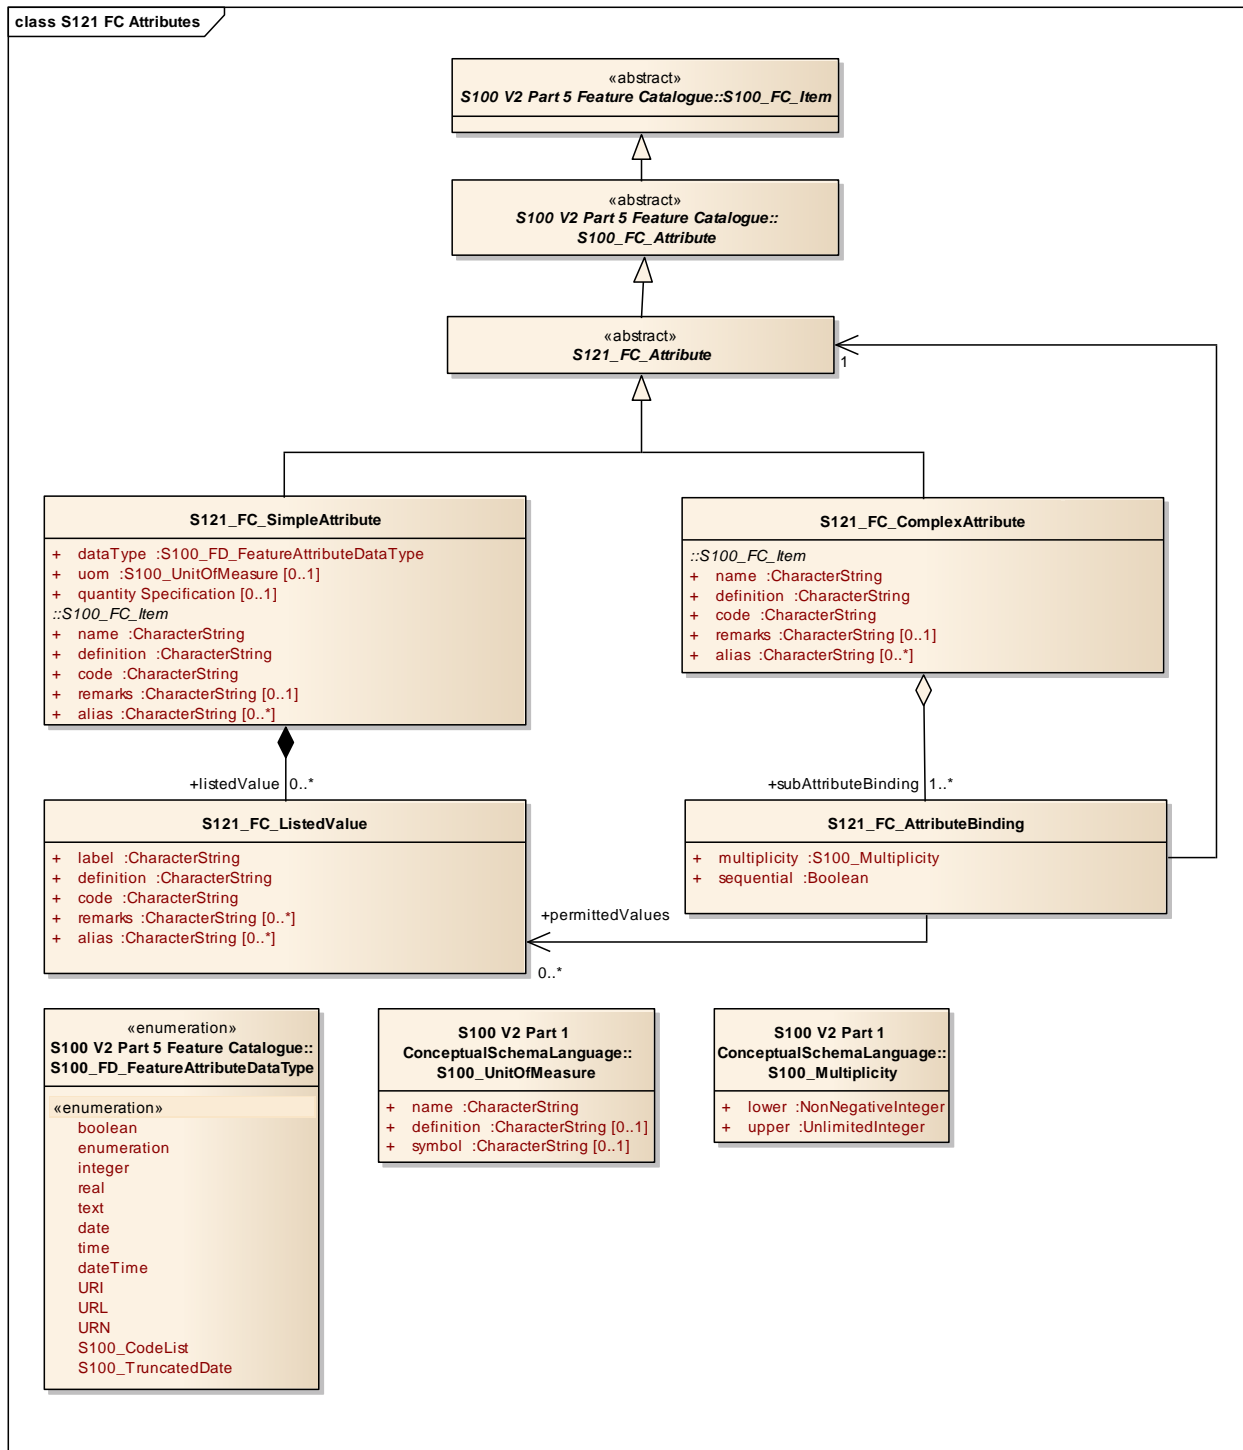 class S121 FC Attributes
«abstract»
S100 V2 Part 5 Feature Catalogue::S100_FC_Item
«abstract»
S100 V2 Part 5 Feature Catalogue::
S100_FC_Attribute
«abstract»
S121_FC_Attribute
1
S121_FC_SimpleAttribute
+ dataType :S100_FD_FeatureAttributeDataType
+ uom :S100_UnitOfMeasure [0..1]
+ quantity Specification [0..1]
::S100_FC_Item
+ name :CharacterString
+ definition :CharacterString
+ code :CharacterString
+ remarks :CharacterString [0..1]
+ alias :CharacterString [0..*]
S121_FC_ComplexAttribute
::S100_FC_Item
+ name :CharacterString
+ definition :CharacterString
+ code :CharacterString
+ remarks :CharacterString [0..1]
+ alias :CharacterString [0..*]
+listedValue 0..*
+subAttributeBinding 1..*
S121_FC_ListedValue
+ label :CharacterString
+ definition :CharacterString
+ code :CharacterString
+ remarks :CharacterString [0..*]
+ alias :CharacterString [0..*]
S121_FC_AttributeBinding
+ multiplicity :S100_Multiplicity
+ sequential :Boolean
+permittedValues
0..*
«enumeration»
S100 V2 Part 5 Feature Catalogue::
S100_FD_FeatureAttributeDataType
«enumeration»
boolean
enumeration
integer
real
text
date
time
dateTime
URI
URL
URN
S100_CodeList
S100_TruncatedDate
S100 V2 Part 1
ConceptualSchemaLanguage::
S100_UnitOfMeasure
+ name :CharacterString
+ definition :CharacterString [0..1]
+ symbol :CharacterString [0..1]
S100 V2 Part 1
ConceptualSchemaLanguage::
S100_Multiplicity
+ lower :NonNegativeInteger
+ upper :UnlimitedInteger